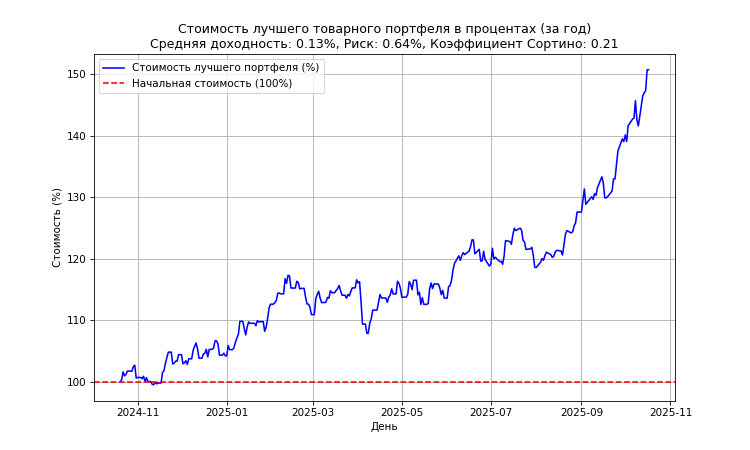 Стоимость лучшего товарного портфеля в процентах (за год)
Средняя доходность: 0.13%, Риск: 0.64%, Коэффициент Сортино: 0.21
Стоимость лучшего портфеля (%)
Начальная стоимость (100%)
Стоимость (%)
150
140
130
120
110
100
2024-11
2025-01
2025-03
2025-05
2025-07
2025-09
2025-11
День